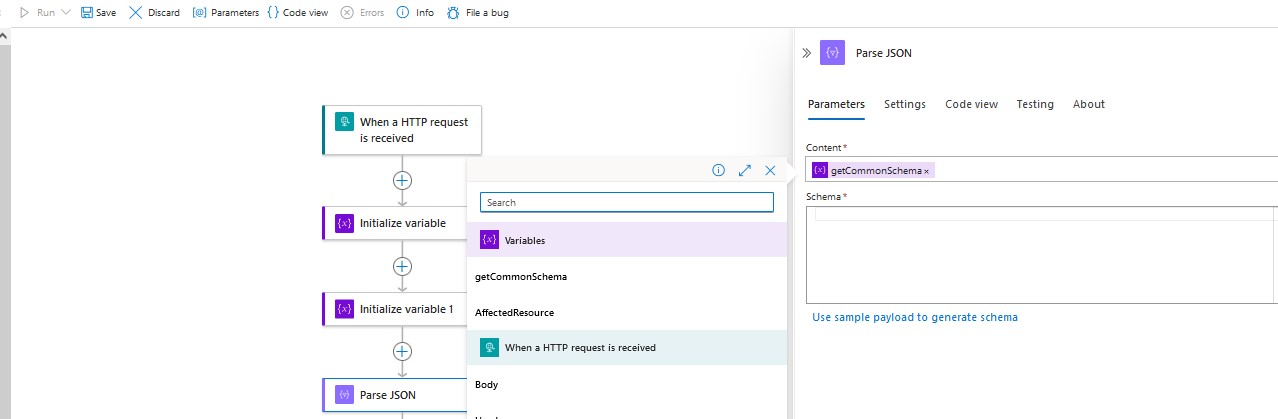 Run
Save
Discard
[@] Parameters
{ } Code view
Errors
Info
File a bug
When a HTTP request
is received
Initialize variable
Initialize variable 1
Parse JSON
Search
Variables
getCommonSchema
AffectedResource
When a HTTP request is received
Body
Parse JSON
Parameters
Settings
Code view
Testing
About
Content *
getCommonSchema ×
Schema *
Use sample payload to generate schema